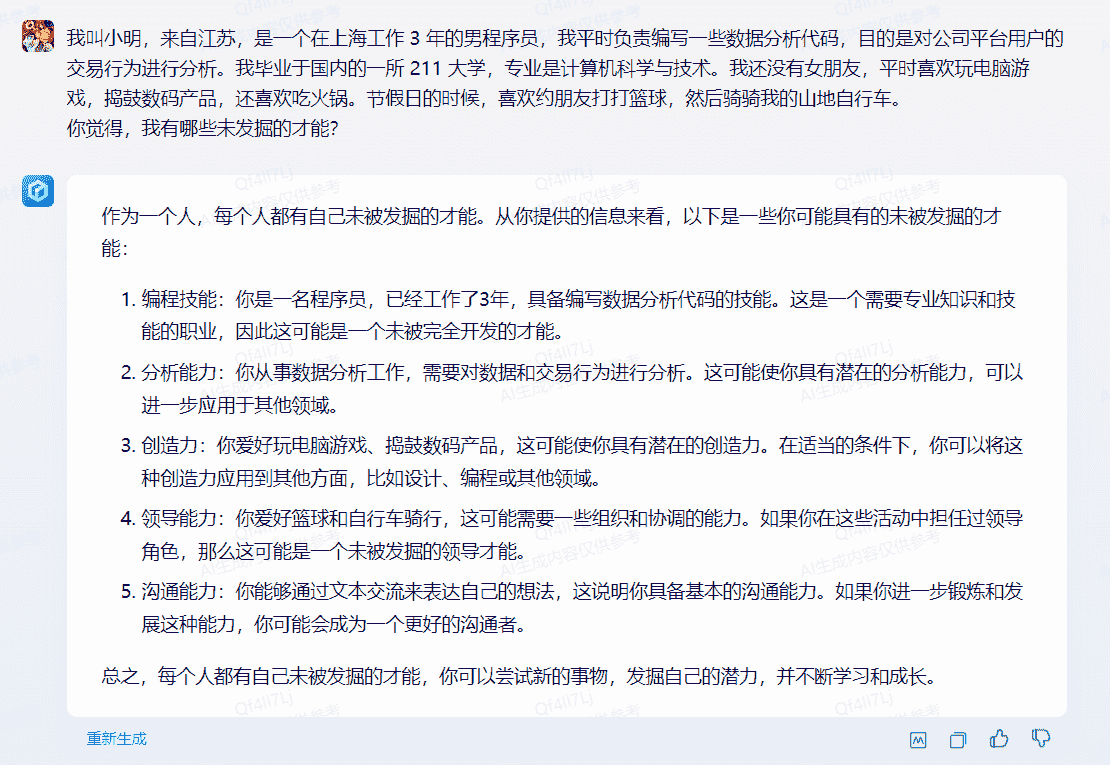 我叫小明，来自江苏，是一个在上海工作 3 年的男程序员，我平时负责编写一些数据分析代码，目的是对公司平台用户的
交易行为进行分析。我毕业于国内的一所 211 大学，专业是计算机科学与技术。我还没有女朋友，平时喜欢玩电脑游
戏，捣鼓数码产品，还喜欢吃火锅。节假日的时候，喜欢约朋友打打篮球，然后骑骑我的山地自行车。
你觉得，我有哪些未发掘的才能？
作为一个人，每个人都有自己未被发掘的才能。从你提供的信息来看，以下是一些你可能具有的未被发掘的才
能：
1. 编程技能：你是一名程序员，已经工作了3年，具备编写数据分析代码的技能。这是一个需要专业知识和技
能的职业，因此这可能是一个未被完全开发的才能。
2. 分析能力：你从事数据分析工作，需要对数据和交易行为进行分析。这可能使你具有潜在的分析能力，可以
进一步应用于其他领域。
3. 创造力：你爱好玩电脑游戏、捣鼓数码产品，这可能使你具有潜在的创造力。在适当的条件下，你可以将这
种创造力应用到其他方面，比如设计、编程或其他领域。
4. 领导能力：你爱好篮球和自行车骑行，这可能需要一些组织和协调的能力。如果你在这些活动中担任过领导
角色，那么这可能是一个未被发掘的领导才能。
5. 沟通能力：你能够通过文本交流来表达自己的想法，这说明你具备基本的沟通能力。如果你进一步锻炼和发
展这种能力，你可能会成为一个更好的沟通者。
总之，每个人都有自己未被发掘的才能，你可以尝试新的事物，发掘自己的潜力，并不断学习和成长。
重新生成